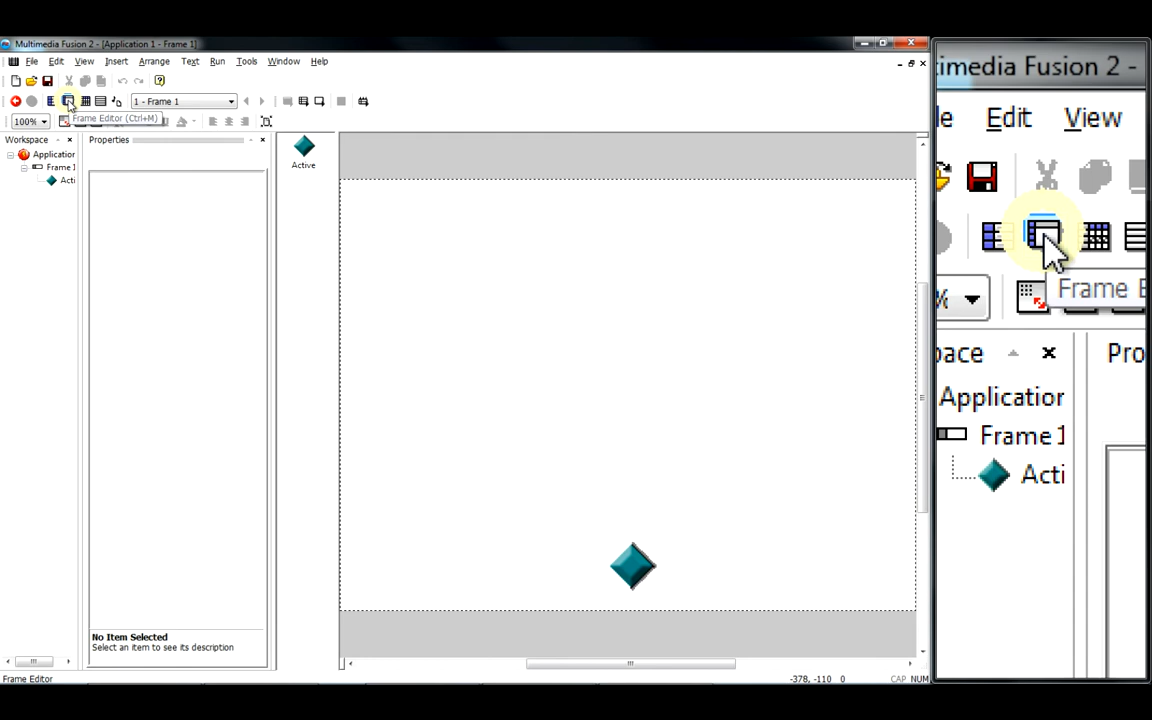 Multimedia Fusion 2 - [Application 1 - Frame 1]
File Edit View Insert Arrange Text Run Tools Window Help
1 - Frame 1
Frame Editor (Ctrl+M)
100%
Workspace
Properties
Application
Frame 1
Acti
Active
No Item Selected
Select an item to see its description
Frame Editor
-378, -110 0
CAP NUM
imedia Fusion 2 -
le Edit View
%
Frame E
pace
Pro
Application
Frame 1
Acti